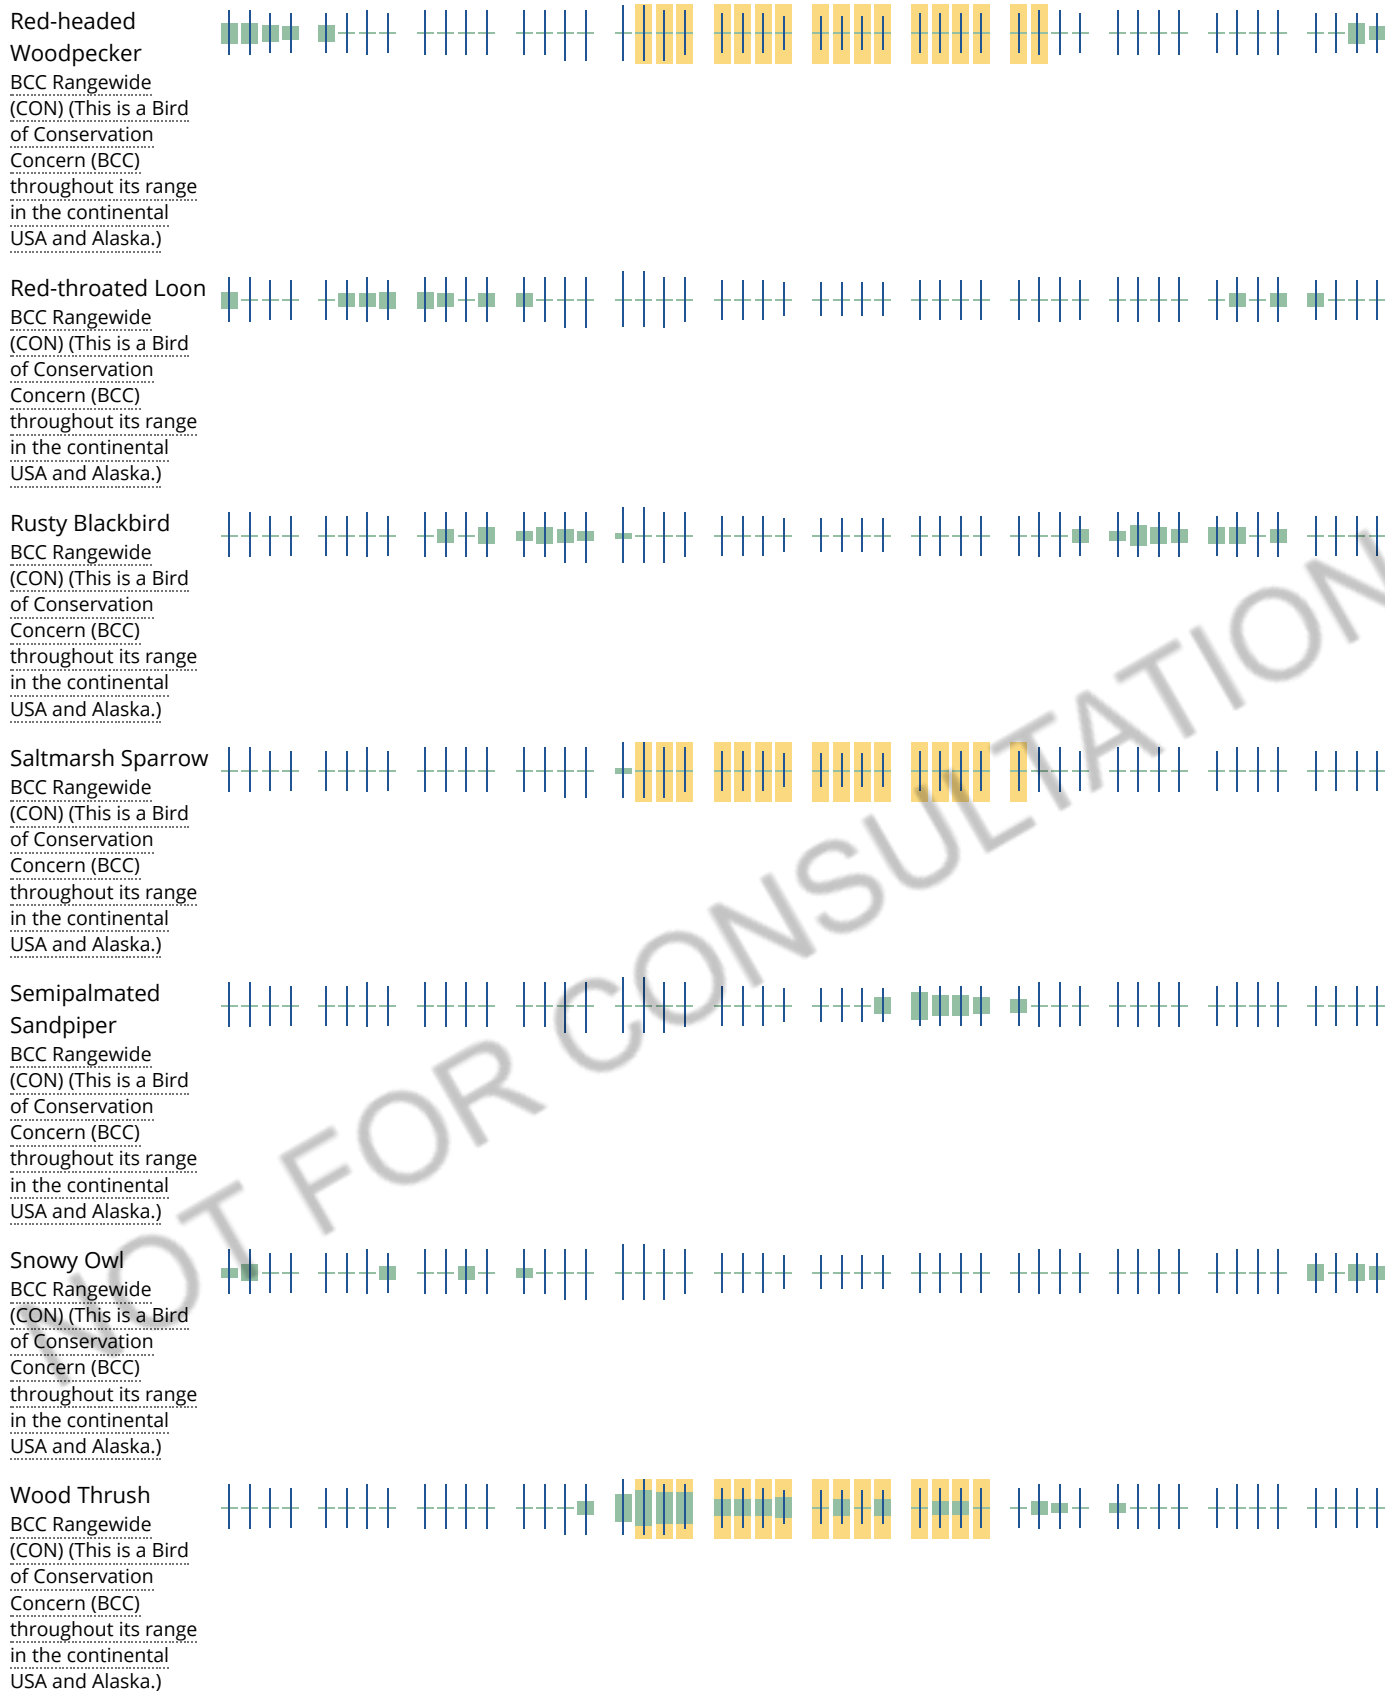 Red-headed
Woodpecker
BCC Rangewide
(CON) (This is a Bird
of Conservation
Concern (BCC)
throughout its range
in the continental
USA and Alaska.)
Red-throated Loon
BCC Rangewide
(CON) (This is a Bird
of Conservation
Concern (BCC)
throughout its range
in the continental
USA and Alaska.)
Rusty Blackbird
BCC Rangewide
(CON) (This is a Bird
of Conservation
Concern (BCC)
throughout its range
in the continental
USA and Alaska.)
Saltmarsh Sparrow
BCC Rangewide
(CON) (This is a Bird
of Conservation
Concern (BCC)
throughout its range
in the continental
USA and Alaska.)
Semipalmated
Sandpiper
BCC Rangewide
(CON) (This is a Bird
of Conservation
Concern (BCC)
throughout its range
in the continental
USA and Alaska.)
Snowy Owl
BCC Rangewide
(CON) (This is a Bird
of Conservation
Concern (BCC)
throughout its range
in the continental
USA and Alaska.)
Wood Thrush
BCC Rangewide
(CON) (This is a Bird
of Conservation
Concern (BCC)
throughout its range
in the continental
USA and Alaska.)
NOT FOR CONSULTATION